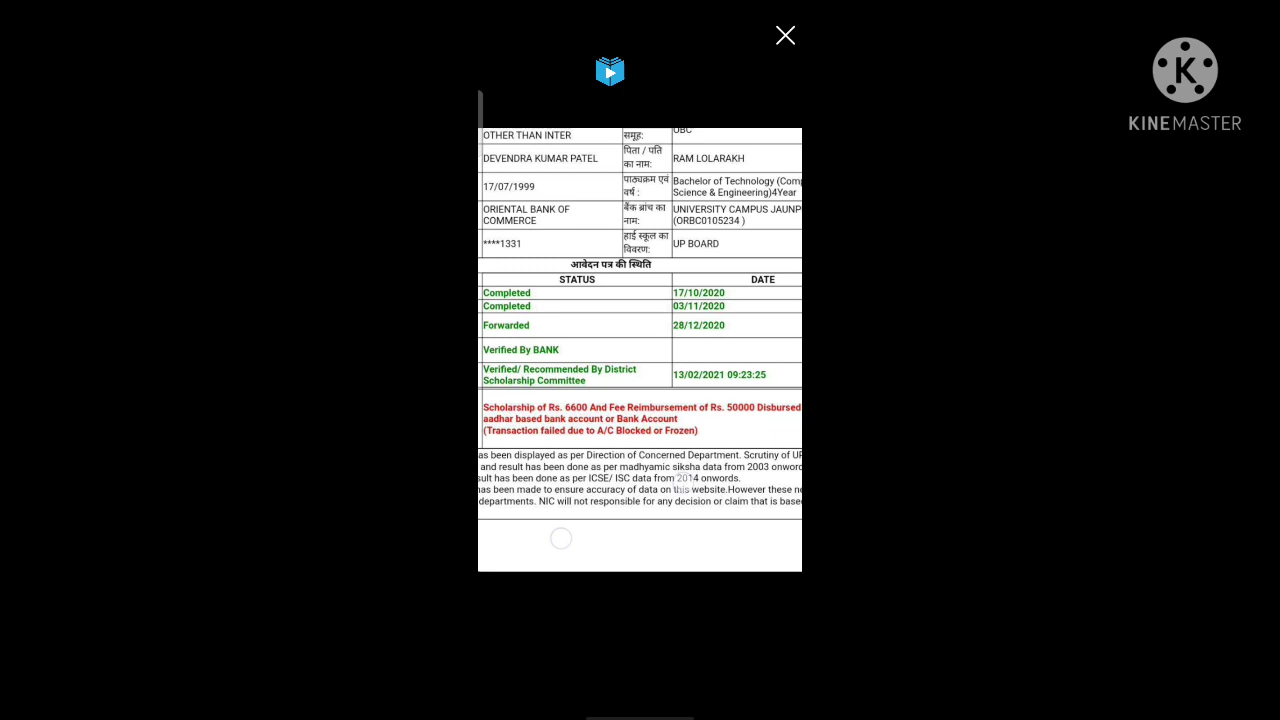 K
KINEMASTER
OTHER THAN INTER समूह: OBC
DEVENDRA KUMAR PATEL पिता / पति का नाम: RAM LOLARAKH
17/07/1999 पाठ्यक्रम एवं वर्ष : Bachelor of Technology (Comp Science & Engineering)4Year
ORIENTAL BANK OF COMMERCE बैंक ब्रांच का नाम: UNIVERSITY CAMPUS JAUNP (ORBC0105234 )
****1331 हाई स्कूल का विवरण: UP BOARD
आवेदन पत्र की स्थिति
STATUS DATE
Completed 17/10/2020
Completed 03/11/2020
Forwarded 28/12/2020
Verified By BANK
Verified/ Recommended By District Scholarship Committee 13/02/2021 09:23:25
Scholarship of Rs. 6600 And Fee Reimbursement of Rs. 50000 Disbursed
aadhar based bank account or Bank Account
(Transaction failed due to A/C Blocked or Frozen)
as been displayed as per Direction of Concerned Department. Scrutiny of UP
and result has been done as per madhyamic siksha data from 2003 onword
sult has been done as per ICSE/ ISC data from 2014 onwords.
has been made to ensure accuracy of data on this website.However these ne
departments. NIC will not responsible for any decision or claim that is base